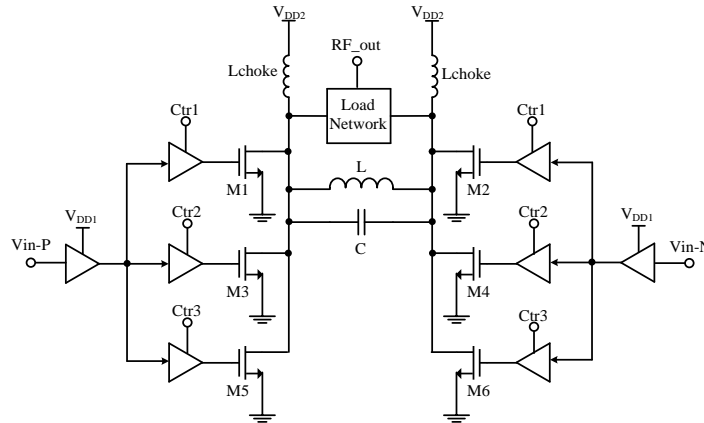 VDD2
VDD2
RF_out
Lchoke
Lchoke
Load
Network
Ctr1
Ctr1
M1
M2
L
Ctr2
Ctr2
VDD1
VDD1
Vin-P
Vin-N
C
M3
M4
Ctr3
Ctr3
M5
M6